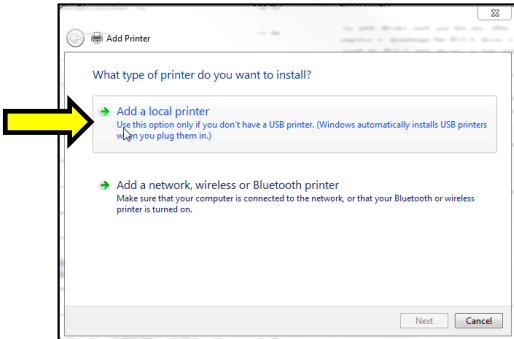 Add Printer
What type of printer do you want to install?
Add a local printer
Use this option only if you don't have a USB printer. (Windows automatically installs USB printers
when you plug them in.)
Add a network, wireless or Bluetooth printer
Make sure that your computer is connected to the network, or that your Bluetooth or wireless
printer is turned on.
Next
Cancel